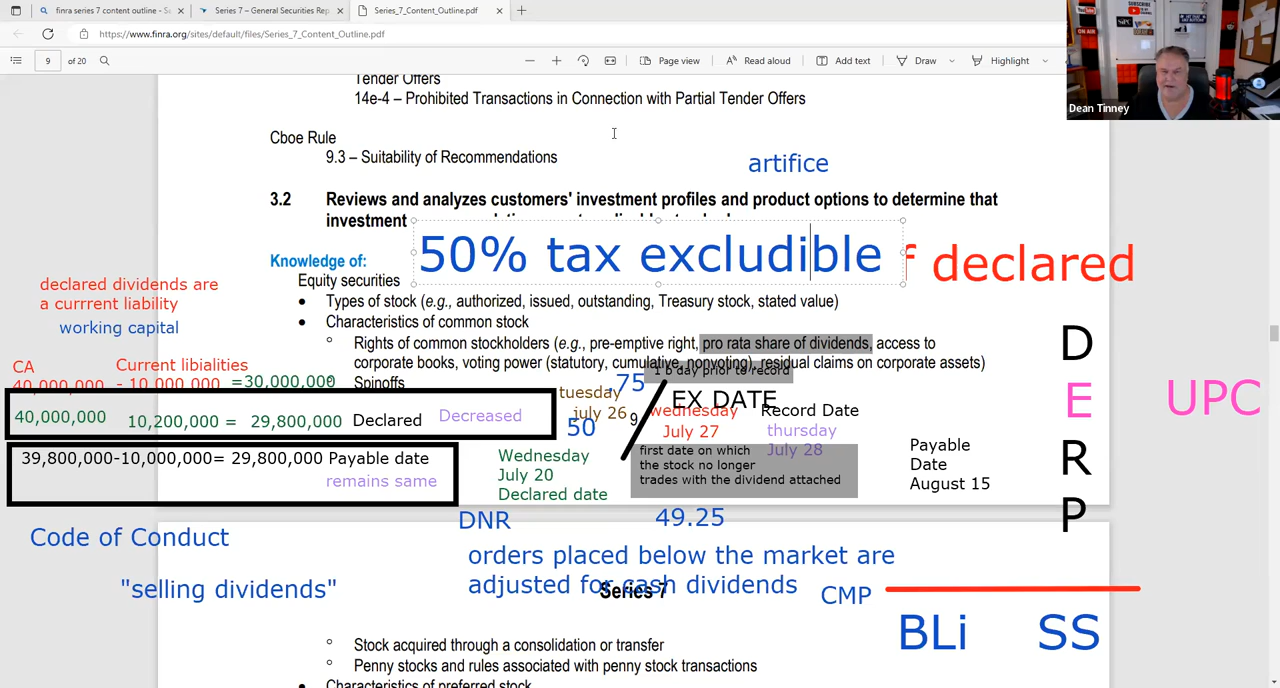 finra series 7 content outline - Se
Series 7 – General Securities Rep
Series_7_Content_Outline.pdf
https://www.finra.org/sites/default/files/Series_7_Content_Outline.pdf
9 of 20
Page view
Read aloud
Add text
Draw
Highlight
Dean Tinney
Tender Offers
14e-4 – Prohibited Transactions in Connection with Partial Tender Offers
Cboe Rule
9.3 – Suitability of Recommendations
artifice
3.2 Reviews and analyzes customers' investment profiles and product options to determine that
investment
50% tax excludible
f declared
Knowledge of:
Equity securities
declared dividends are
a currrent liability
working capital
Types of stock (e.g., authorized, issued, outstanding, Treasury stock, stated value)
Characteristics of common stock
Rights of common stockholders (e.g., pre-emptive right, pro rata share of dividends, access to
corporate books, voting power (statutory, cumulative, nonvoting), residual claims on corporate assets)
Spinoffs
D
E
R
P
UPC
CA
40,000,000
Current libialities
- 10,000,000 =30,000,000
40,000,000 10,200,000 = 29,800,000 Declared Decreased
39,800,000-10,000,000= 29,800,000 Payable date
remains same
tuesday
july 26
.75
50
9
1 b day prior to record
EX DATE
wednesday
July 27
Record Date
thursday
July 28
first date on which
the stock no longer
trades with the dividend attached
Wednesday
July 20
Declared date
Payable
Date
August 15
Code of Conduct
"selling dividends"
DNR
49.25
orders placed below the market are
adjusted for cash dividends
Series 7
CMP
BLi SS
Stock acquired through a consolidation or transfer
Penny stocks and rules associated with penny stock transactions
Characteristics of preferred stock